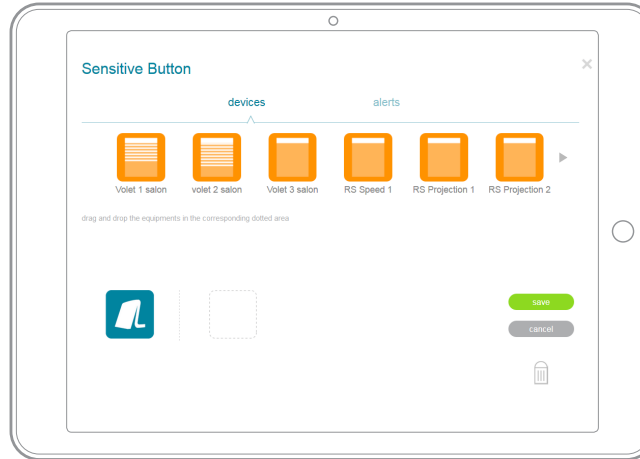 Sensitive Button
devices alerts
Volet 1 salon volet 2 salon Volet 3 salon RS Speed 1 RS Projection 1 RS Projection 2
drag and drop the equipments in the corresponding dotted area
save
cancel